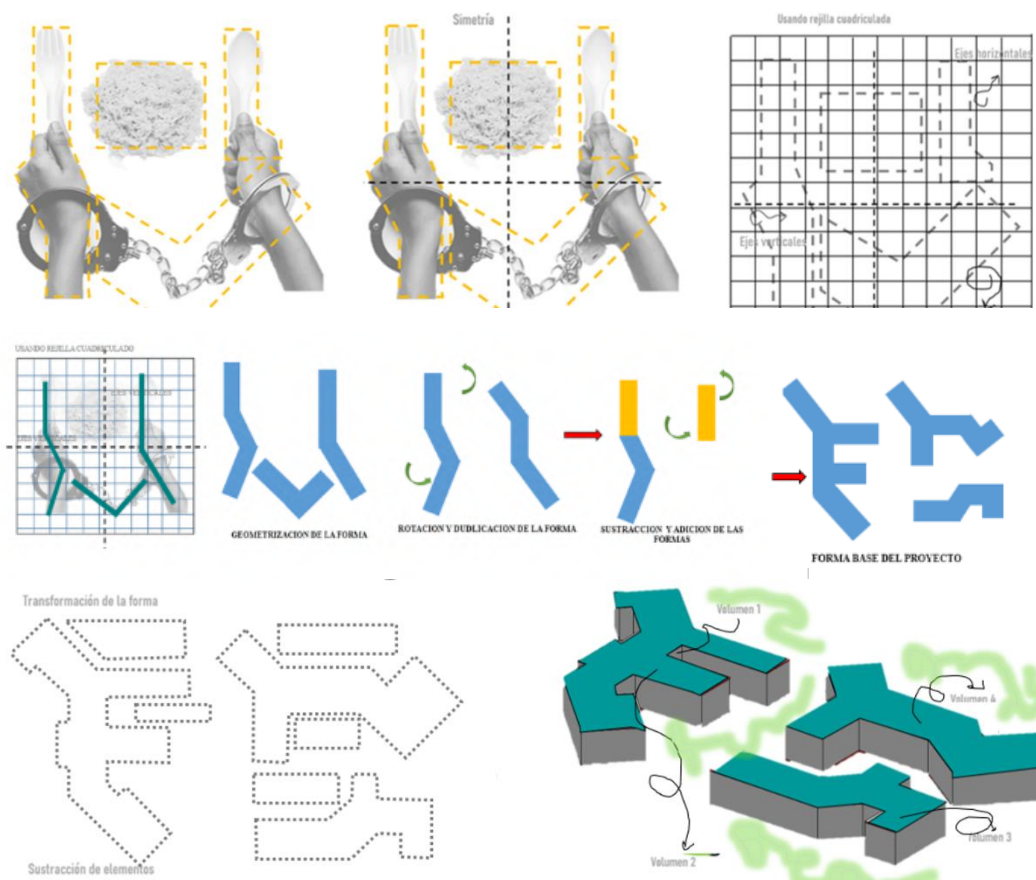 Simetría
Usando rejilla cuadriculada
Ejes horizontales
Ejes verticales
USANDO REJILLA CUADRICULADO
EJES VERTICALES
GEOMETRIZACION DE LA FORMA
ROTACION Y DUDLICACION DE LA FORMA
SUSTRACCION Y ADICION DE LAS
FORMAS
FORMA BASE DEL PROYECTO
Transformación de la forma
Sustracción de elementos
Volumen 1
Volumen 4
Volumen 3
Volumen 2